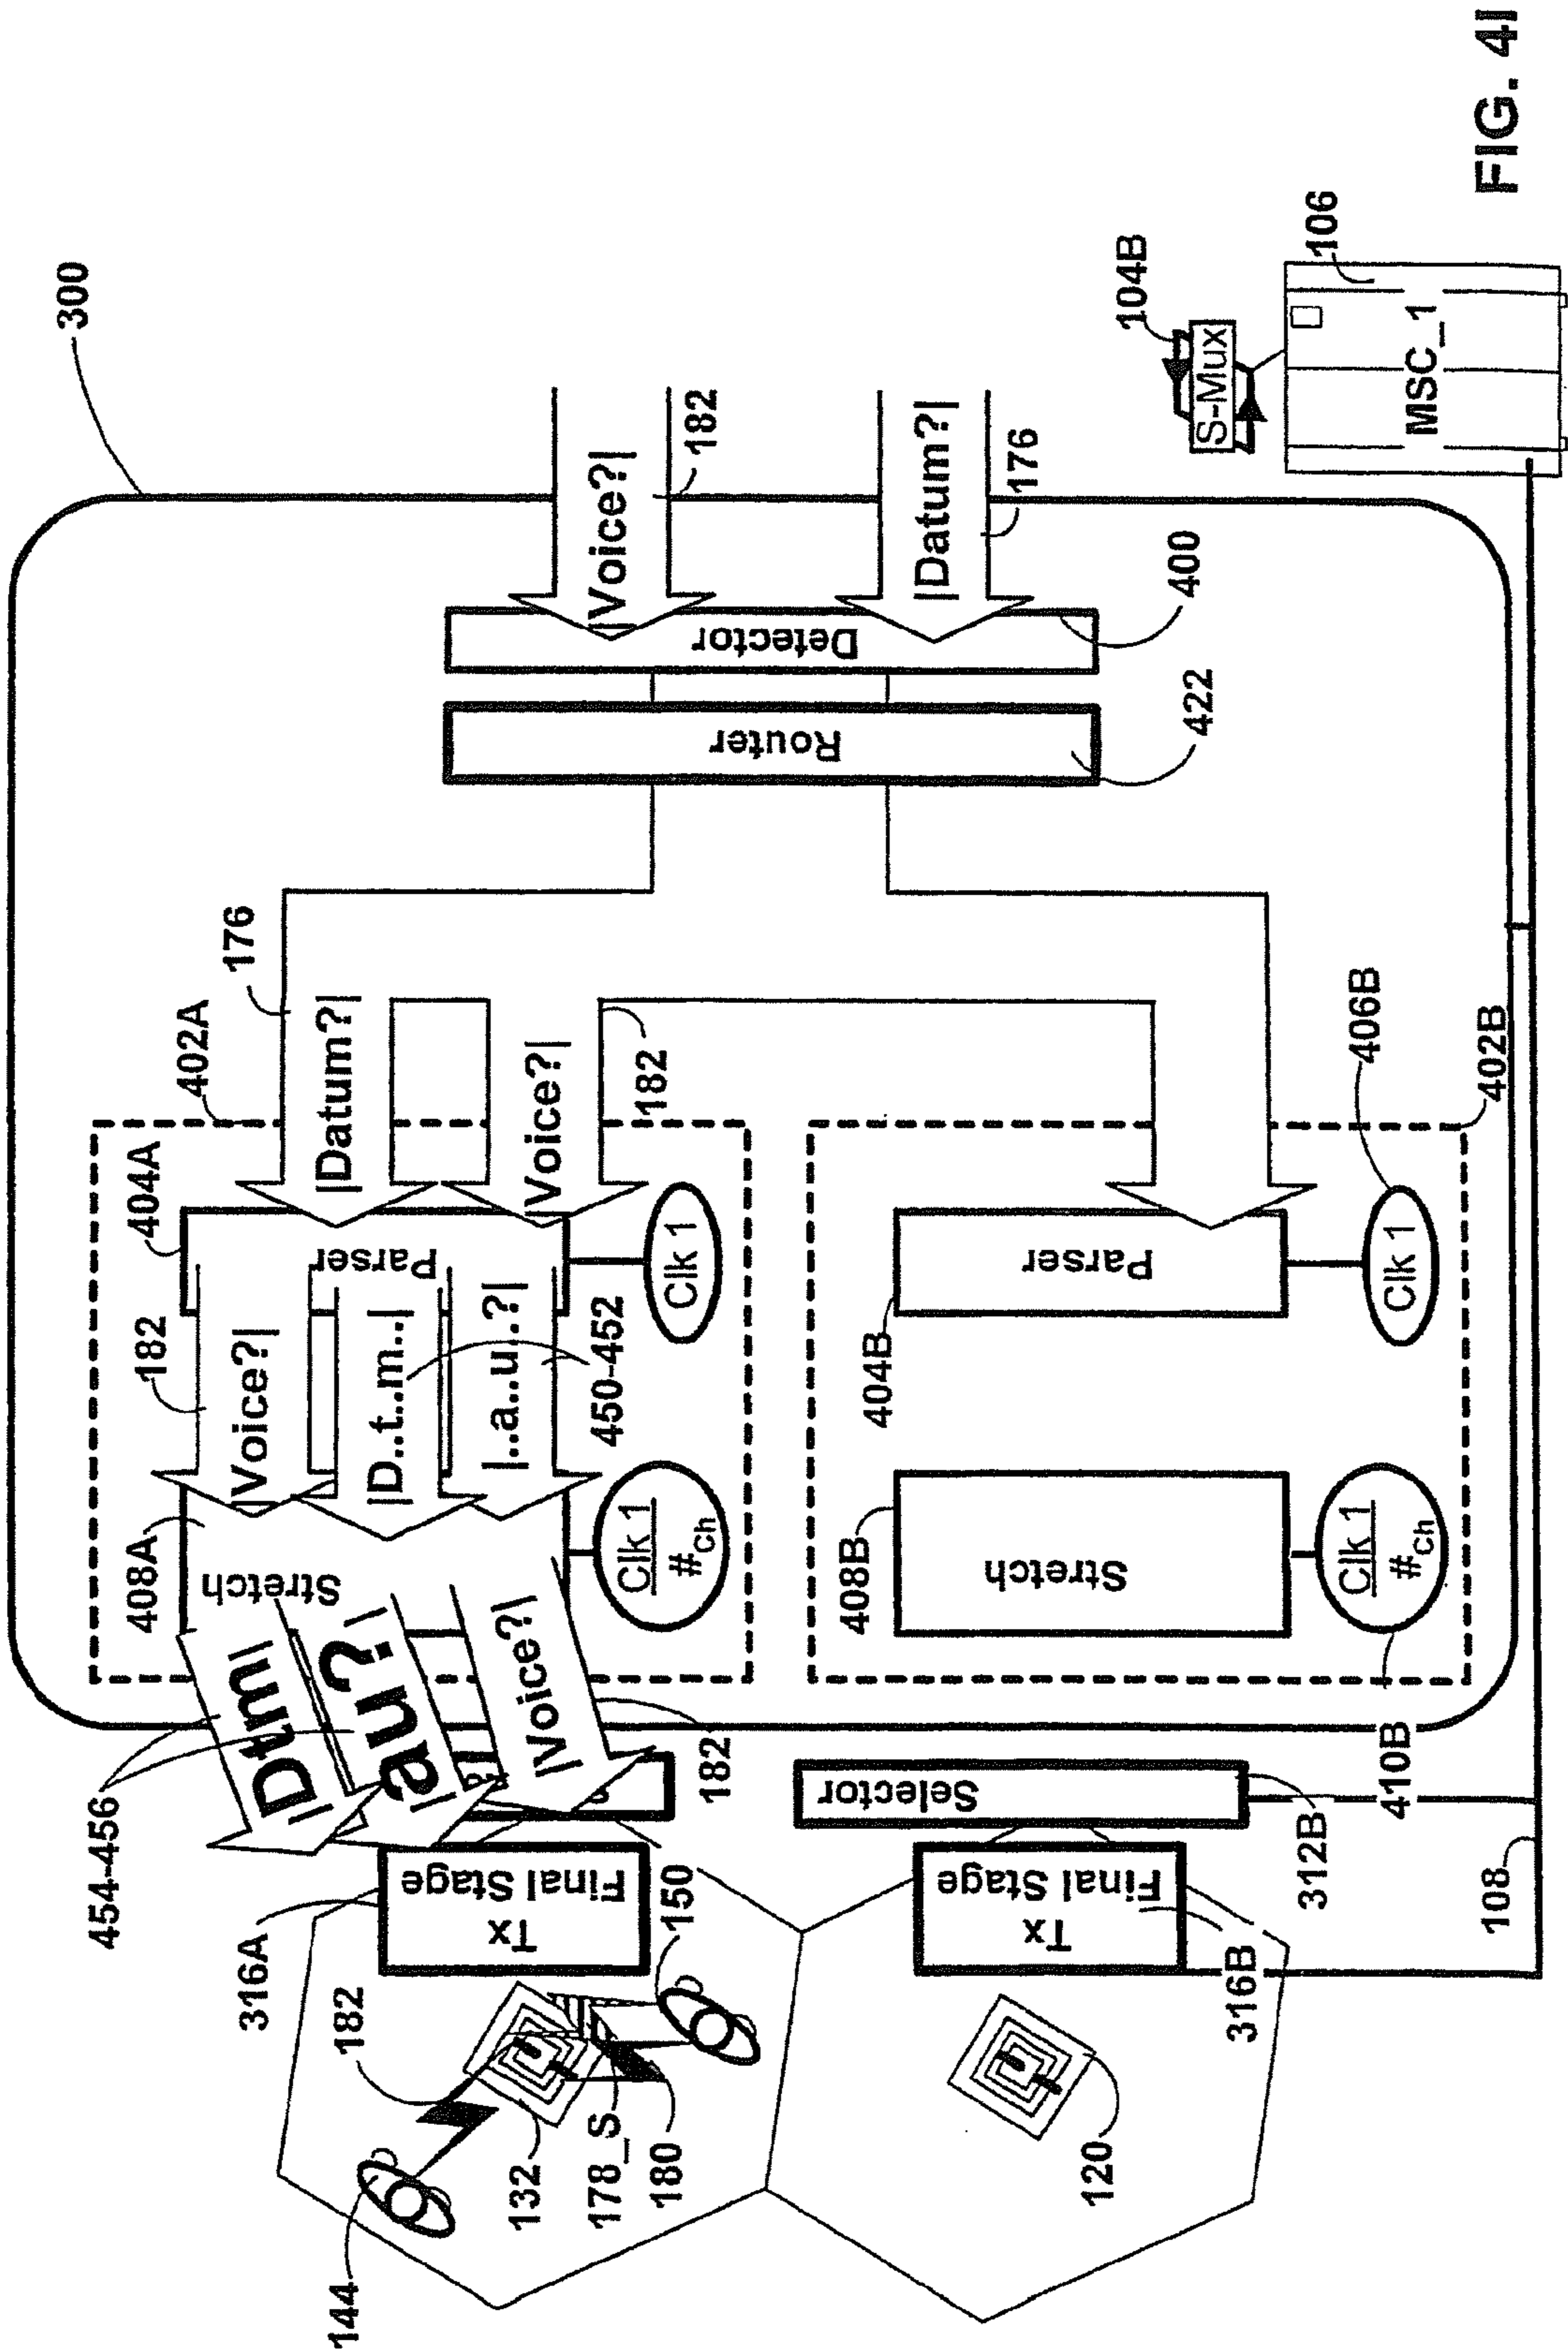 300
|Voice?|
182
|Datum?|
176
Detector
400
Router
422
104B
S-Mux
106
MSC_1
FIG. 4I
176
402A
|Datum?|
|Voice?|
182
404A
Parser
Clk 1
182
|Voice?|
|D..t..m..|
|..a..u..?|
450-452
408A
Stretch
Clk 1
#Ch
406B
402B
Parser
404B
Clk 1
408B
Stretch
Clk 1
#Ch
410B
454-456
|Dtm|
|au?|
|Voice?|
182
Selector
312B
108
316A
Tx
Final Stage
150
Tx
Final Stage
316B
182
144
132
178_S
180
120